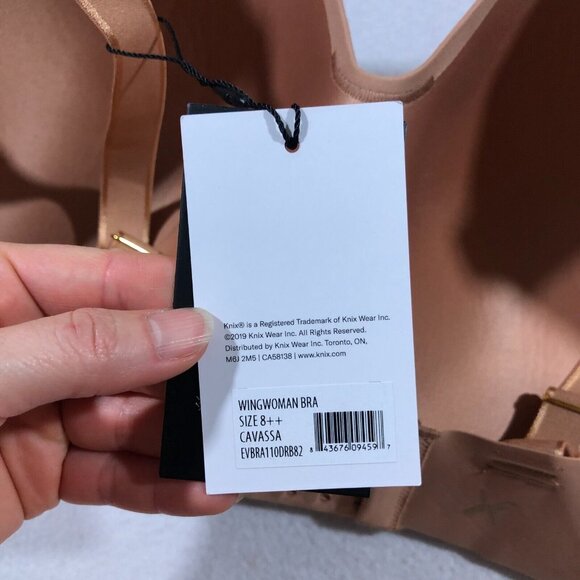 Knix® is a Registered Trademark of Knix Wear Inc.
©2019 Knix Wear Inc. All Rights Reserved.
Distributed by Knix Wear Inc. Toronto, ON,
M6J 2M5 | CA58138 | www.knix.com
WINGWOMAN BRA
SIZE 8++
CAVASSA
EVBRA110DRB82
8 43676 09459 7